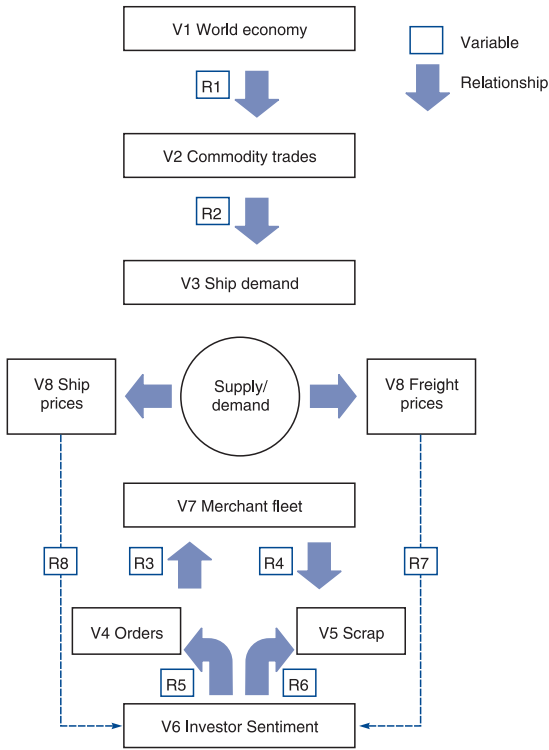 V1 World economy
Variable
R1
Relationship
V2 Commodity trades
R2
V3 Ship demand
V8 Ship
prices
Supply/
demand
V8 Freight
prices
V7 Merchant fleet
R8
R3
R4
R7
V4 Orders
V5 Scrap
R5
R6
V6 Investor Sentiment